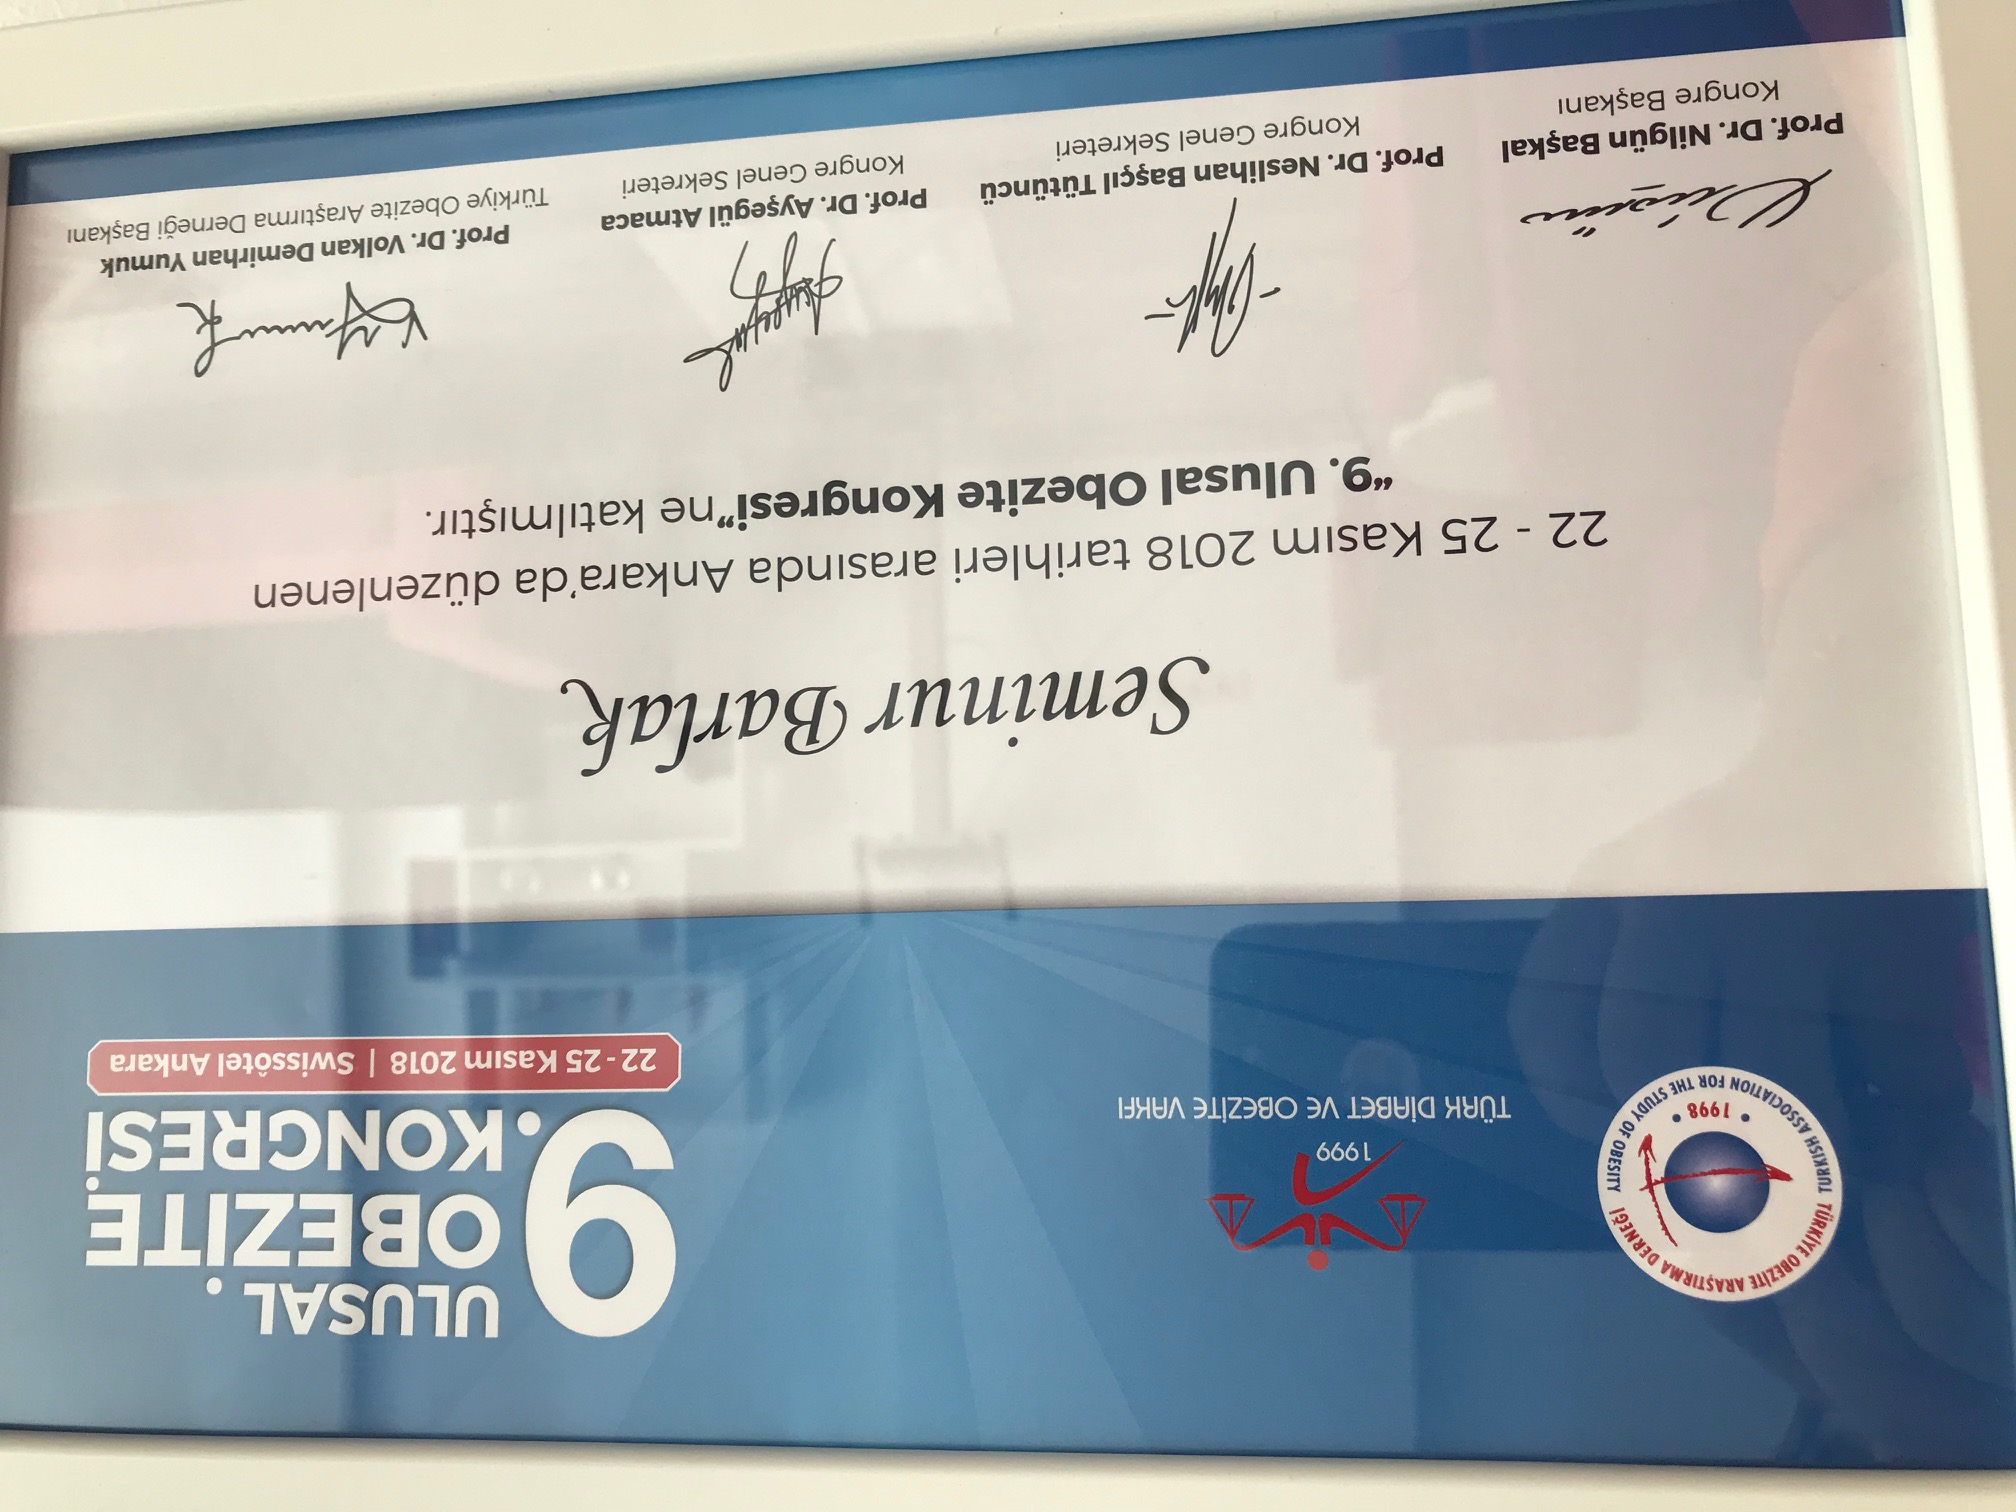 TÜRKİYE OBEZİTE ARAŞTIRMA DERNEĞİ
TURKISH ASSOCIATION FOR THE STUDY OF OBESITY
• 1998 •
1999
TÜRK DİABET VE OBEZİTE VAKFI
9. ULUSAL
OBEZİTE
KONGRESİ
22 - 25 Kasım 2018 | Swissôtel Ankara
Seminur Barlak
22 - 25 Kasım 2018 tarihleri arasında Ankara'da düzenlenen
“9. Ulusal Obezite Kongresi”ne katılmıştır.
Prof. Dr. Nilgün Başkal
Kongre Başkanı
Prof. Dr. Neslihan Başçıl Tütüncü
Kongre Genel Sekreteri
Prof. Dr. Ayşegül Atmaca
Kongre Genel Sekreteri
Prof. Dr. Volkan Demirhan Yumuk
Türkiye Obezite Araştırma Derneği Başkanı